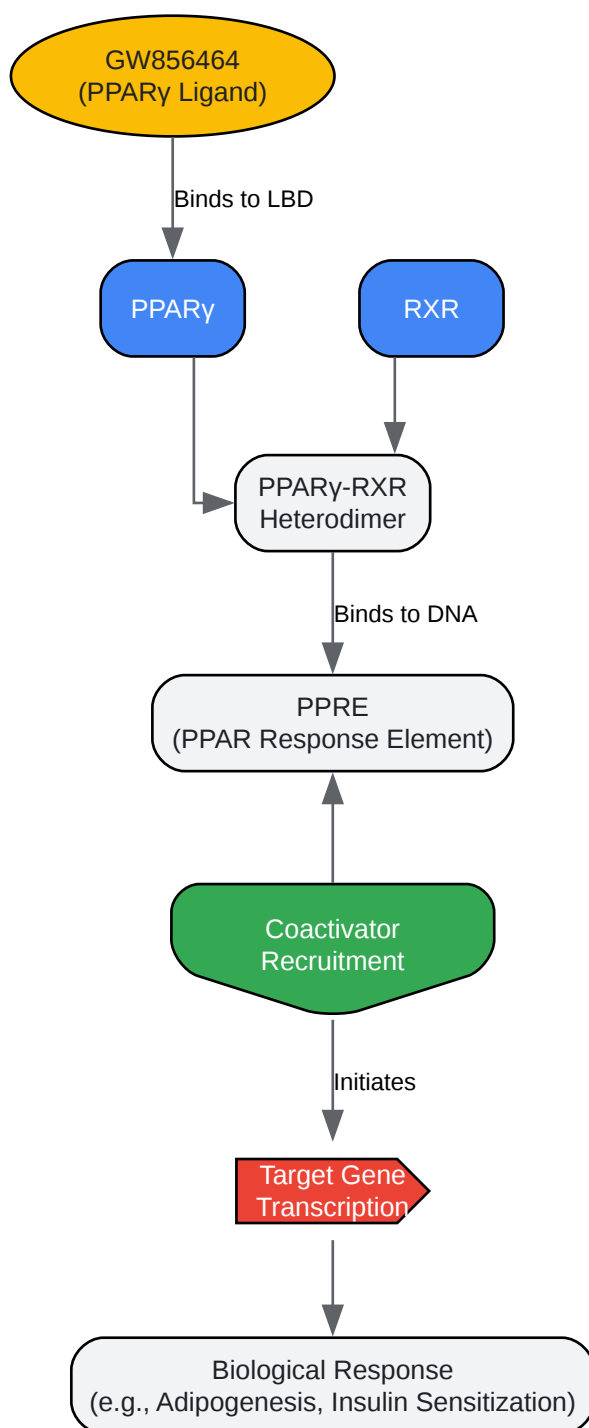 GW856464
(PPARγ Ligand)
Binds to LBD
PPARγ
RXR
PPARγ-RXR
Heterodimer
Binds to DNA
PPRE
(PPAR Response Element)
Coactivator
Recruitment
Initiates
Target Gene
Transcription
Biological Response
(e.g., Adipogenesis, Insulin Sensitization)